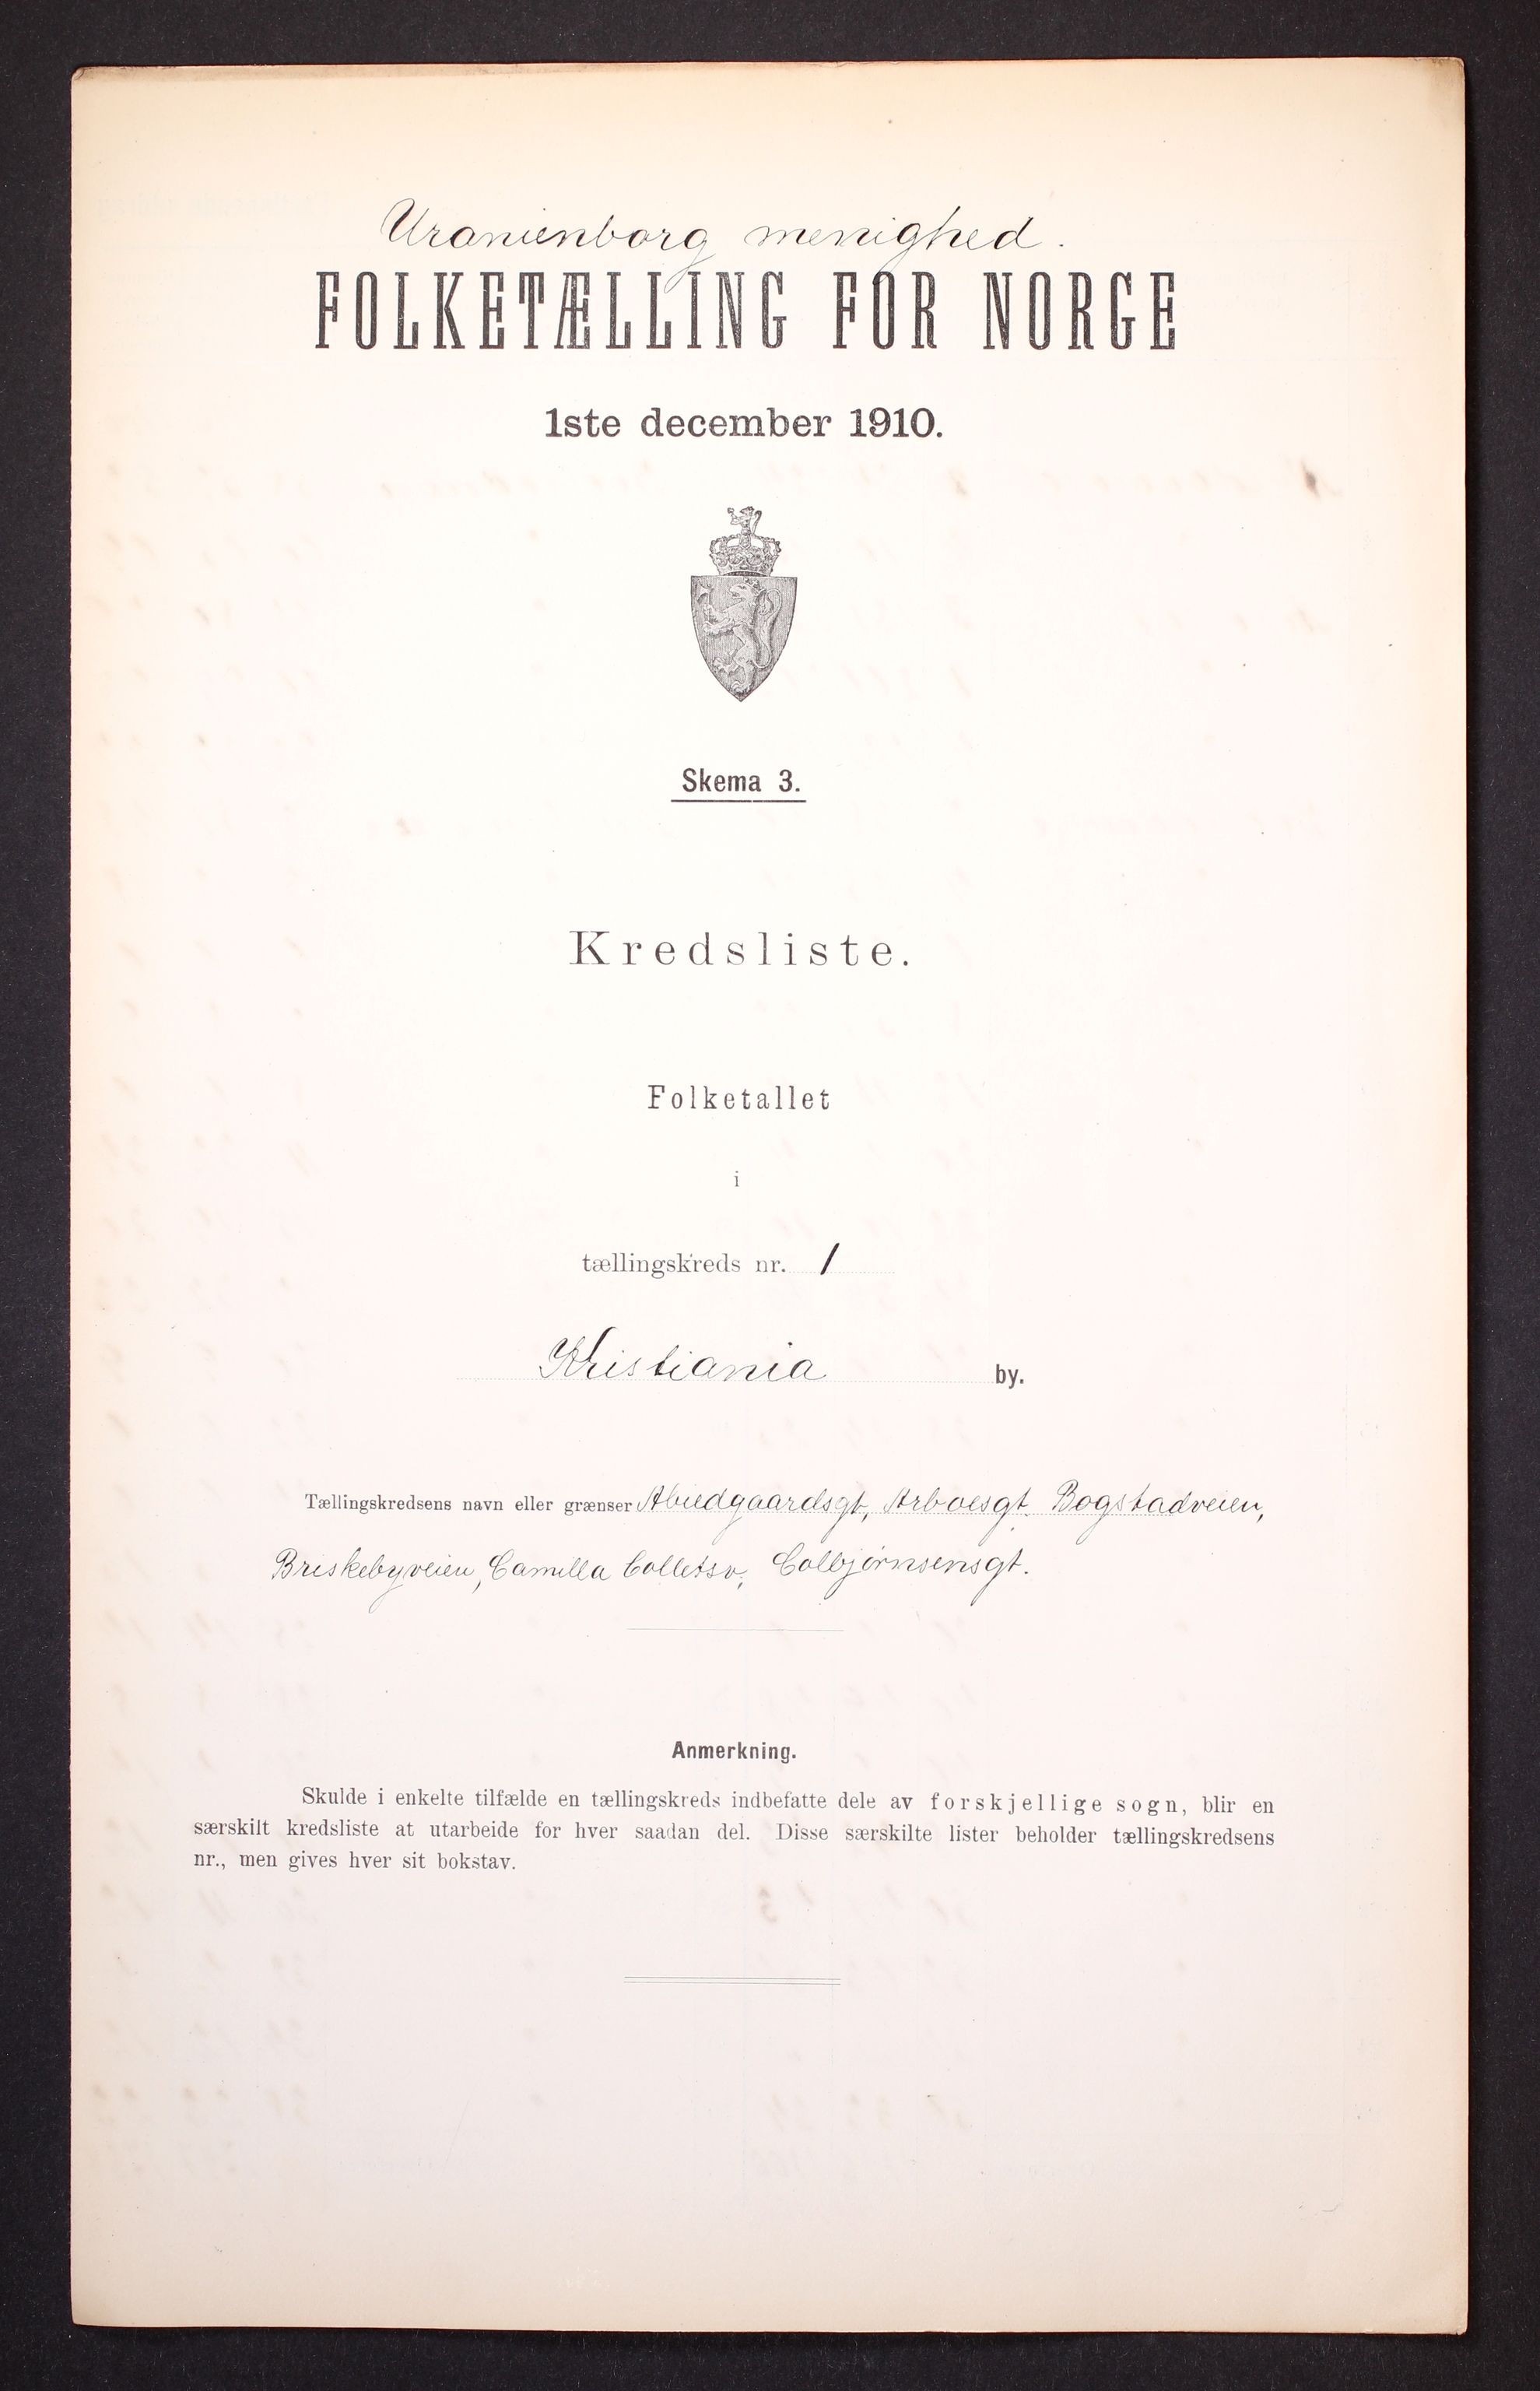 Uranienborg menighed.
FOLKETÆLLING FOR NORGE
1ste december 1910.
Skema 3.
Kredsliste.
Folketallet
i
tællingskreds nr. 1
Kristiania by.
Tællingskredsens navn eller grænser Abiedgaardsgt, Arboesgt. Bogstadveien,
Briskebyveien, Camilla Colletsv., Colbjørnsensgt.
Anmerkning.
Skulde i enkelte tilfælde en tællingskreds indbefatte dele av forskjellige sogn, blir en
særskilt kredsliste at utarbeide for hver saadan del. Disse særskilte lister beholder tællingskredsens
nr., men gives hver sit bokstav.